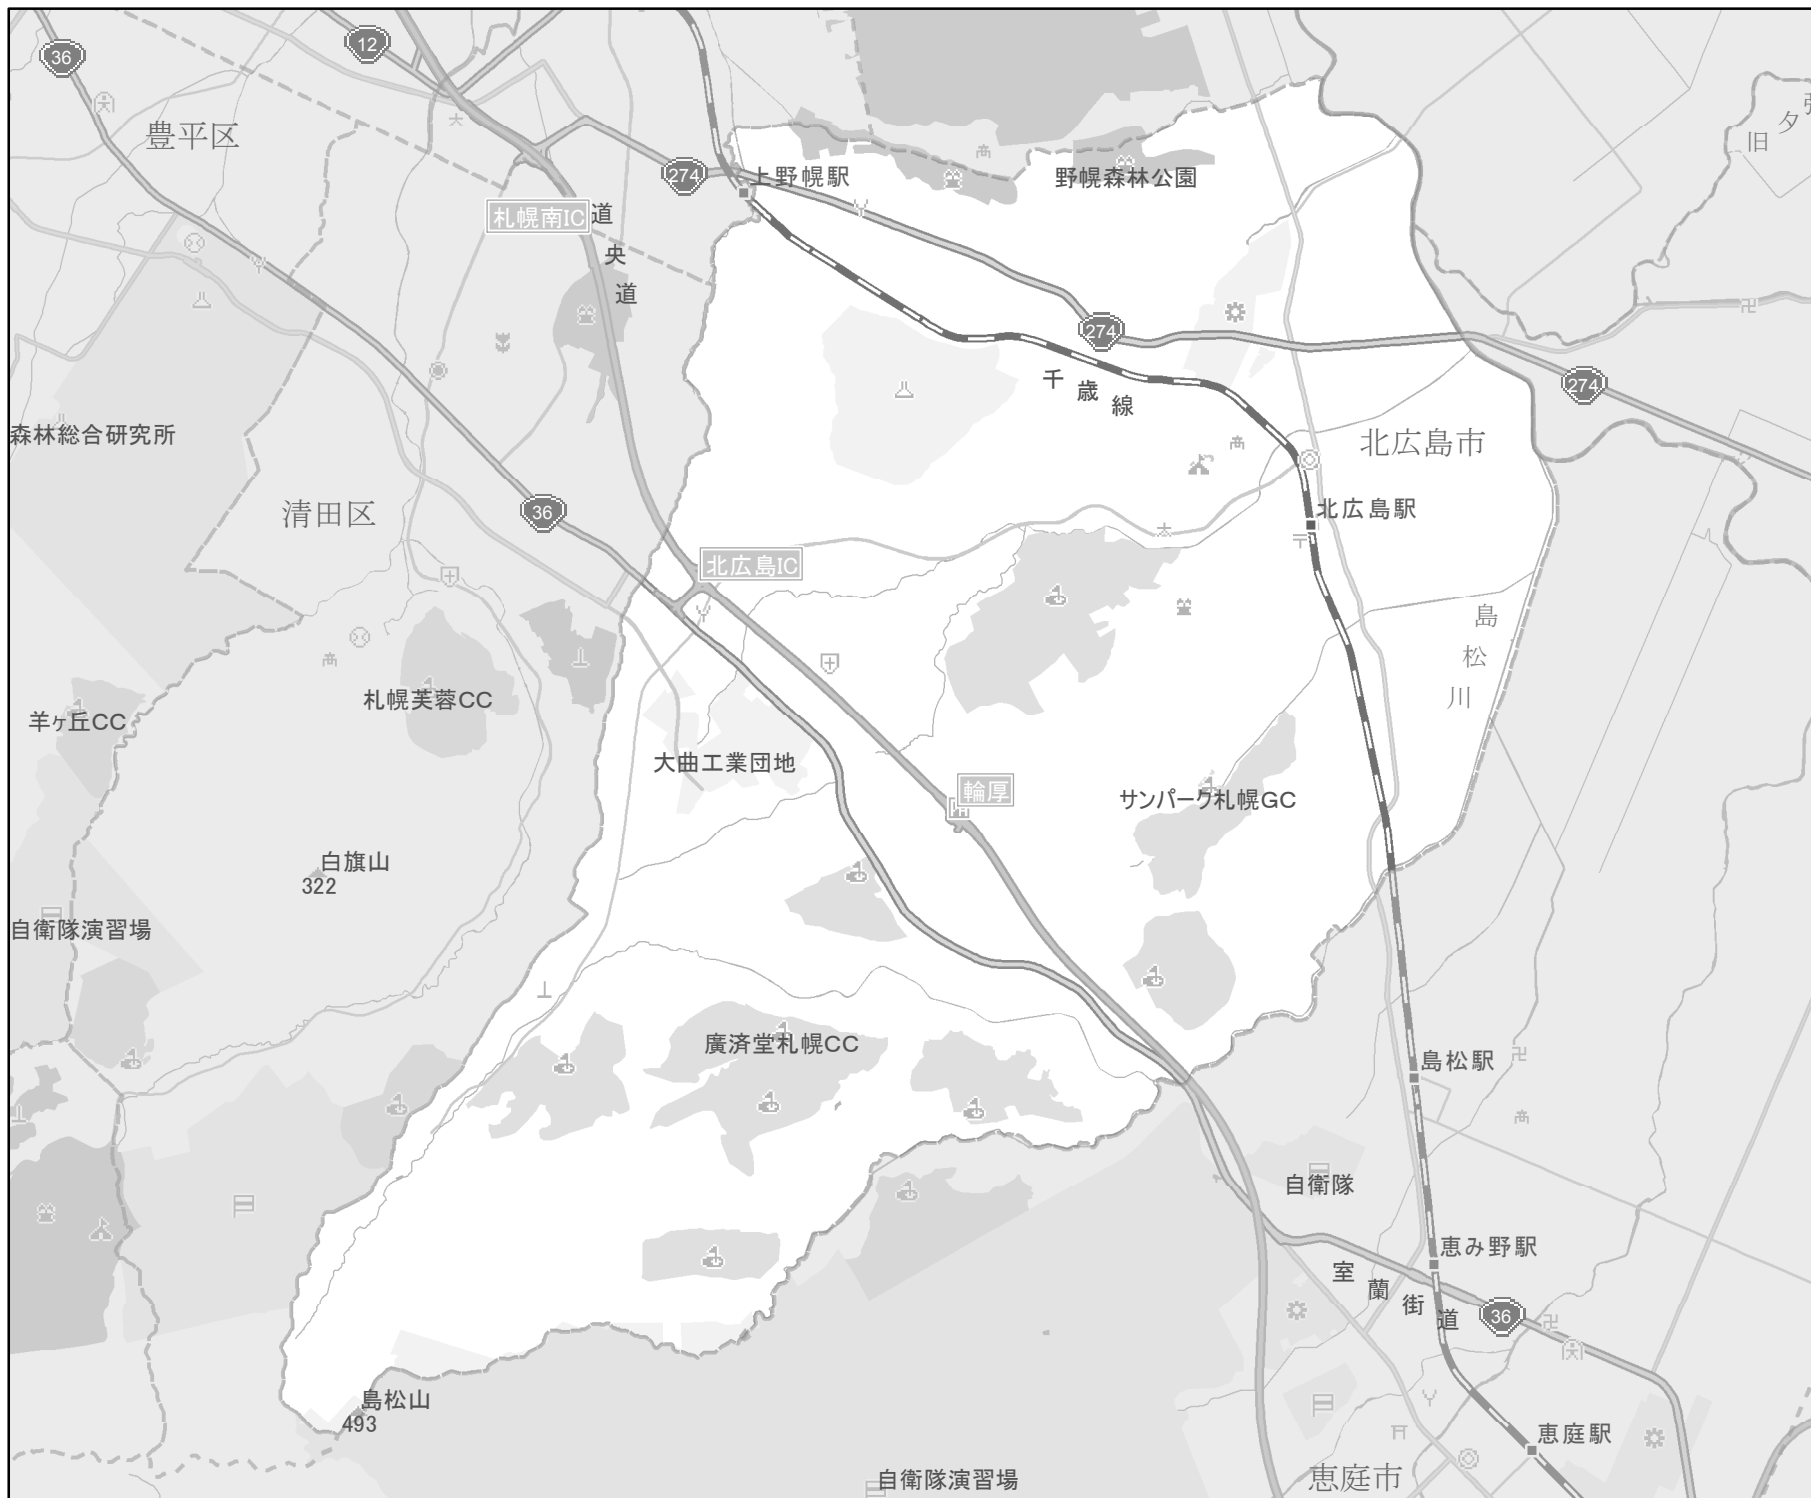 36
12
豊平区
274
上野幌駅
野幌森林公園
旧夕張
札幌南IC
道央道
274
274
千歳線
森林総合研究所
北広島市
清田区
36
北広島駅
北広島IC
島松川
札幌芙蓉CC
羊ヶ丘CC
大曲工業団地
輪厚
サンパーク札幌GC
白旗山
322
自衛隊演習場
廣済堂札幌CC
島松駅
自衛隊
恵み野駅
室蘭街道
36
島松山
493
恵庭駅
恵庭市
自衛隊演習場